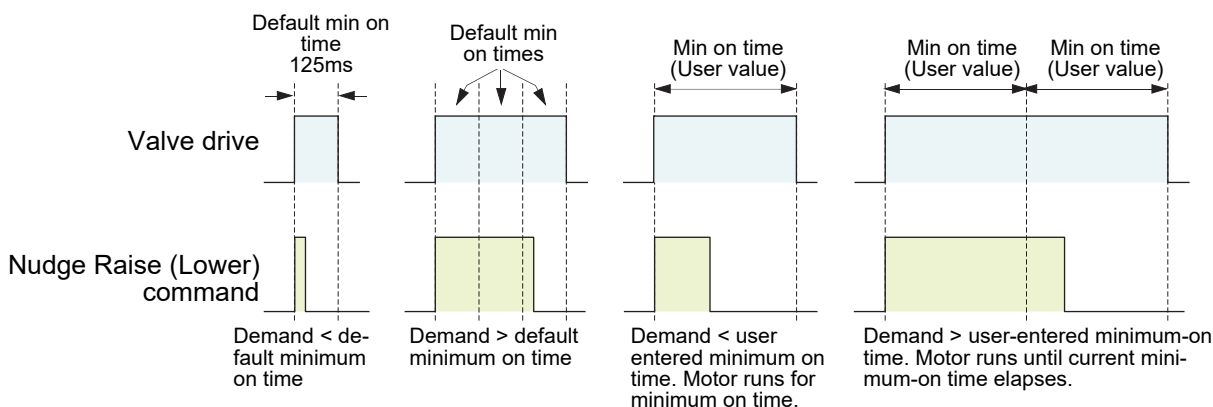 Default min on
time
125ms
Default min
on times
Min on time
(User value)
Min on time
(User value)
Min on time
(User value)
Valve drive
Nudge Raise (Lower)
command
Demand < de-
fault minimum
on time
Demand > default
minimum on time
Demand < user
entered minimum on
time. Motor runs for
minimum on time.
Demand > user-entered minimum-on
time. Motor runs until current mini-
mum-on time elapses.